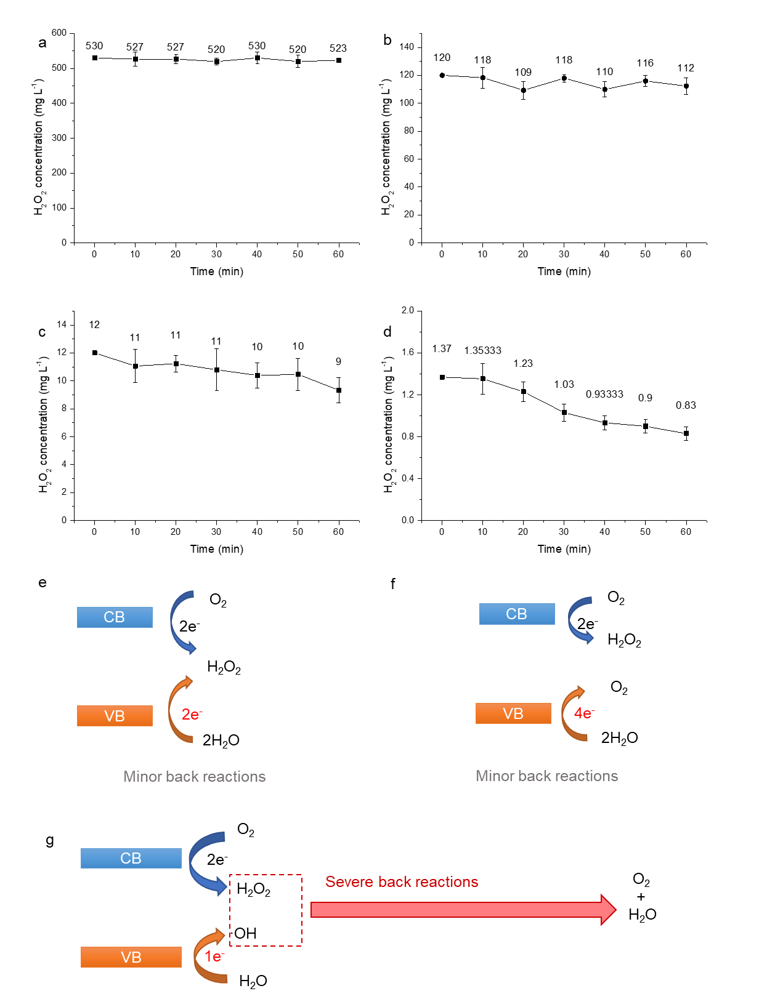 a
530 527 527 520 530 520 523
600
500
400
300
200
100
0
0 10 20 30 40 50 60
Time (min)
H₂O₂ concentration (mg L⁻¹)
b
120 118 109 118 110 116 112
140
120
100
80
60
40
20
0
0 10 20 30 40 50 60
Time (min)
H₂O₂ concentration (mg L⁻¹)
c
12 11 11 11 10 10 9
14
12
10
8
6
4
2
0
0 10 20 30 40 50 60
Time (min)
H₂O₂ concentration (mg L⁻¹)
d
1.37 1.35333 1.23 1.03 0.93333 0.9 0.83
2.0
1.6
1.2
0.8
0.4
0.0
0 10 20 30 40 50 60
Time (min)
H₂O₂ concentration (mg L⁻¹)
e
O₂
CB
2e⁻
H₂O₂
VB
2e⁻
2H₂O
Minor back reactions
f
O₂
CB
2e⁻
H₂O₂
O₂
VB
4e⁻
2H₂O
Minor back reactions
g
O₂
CB
2e⁻
H₂O₂
·OH
VB
1e⁻
H₂O
Severe back reactions
O₂
+
H₂O